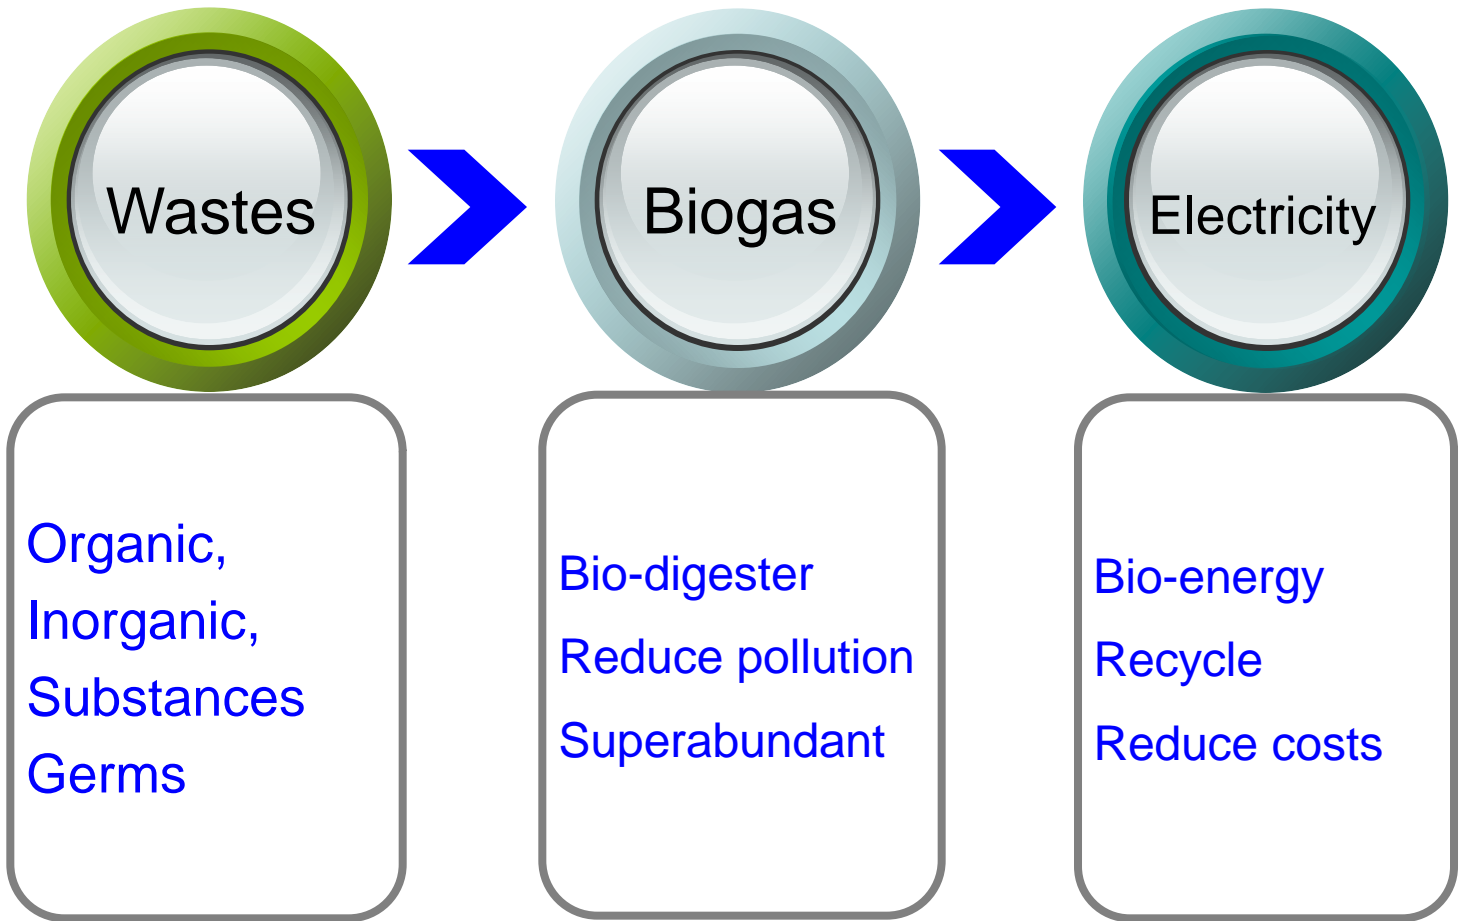 Wastes
Biogas
Electricity
Organic,
Inorganic,
Substances
Germs
Bio-digester
Reduce pollution
Superabundant
Bio-energy
Recycle
Reduce costs